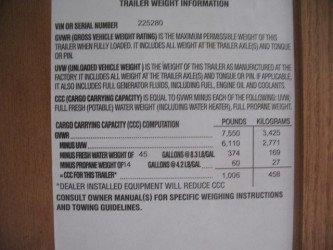 TRAILER WEIGHT INFORMATION
VIN OR SERIAL NUMBER 225280
GVWR (GROSS VEHICLE WEIGHT RATING) IS THE MAXIMUM PERMISSIBLE WEIGHT OF THIS
TRAILER WHEN FULLY LOADED. IT INCLUDES ALL WEIGHT AT THE TRAILER AXLE(S) AND TONGUE
OR PIN.
UVW (UNLOADED VEHICLE WEIGHT) IS THE WEIGHT OF THIS TRAILER AS MANUFACTURED AT THE
FACTORY. IT INCLUDES ALL WEIGHT AT THE TRAILER AXLE(S) AND TONGUE OR PIN. IF APPLICABLE,
IT ALSO INCLUDES FULL GENERATOR FLUIDS, INCLUDING FUEL, ENGINE OIL AND COOLANTS.
CCC (CARGO CARRYING CAPACITY) IS EQUAL TO GVWR MINUS EACH OF THE FOLLOWING: UVW,
FULL FRESH (POTABLE) WATER WEIGHT (INCLUDING WATER HEATER), FULL PROPANE WEIGHT.
CARGO CARRYING CAPACITY (CCC) COMPUTATION POUNDS KILOGRAMS
GVWR 7,550 3,425
MINUS UVW 6,110 2,771
MINUS FRESH WATER WEIGHT OF 45 GALLONS @ 8.3 LB/GAL 374 169
MINUS PROPANE WEIGHT OF 14 GALLONS @ 4.2 LB/GAL 60 27
= CCC FOR THIS TRAILER* 1,006 456
*DEALER INSTALLED EQUIPMENT WILL REDUCE CCC
CONSULT OWNER MANUAL(S) FOR SPECIFIC WEIGHING INSTRUCTIONS
AND TOWING GUIDELINES.